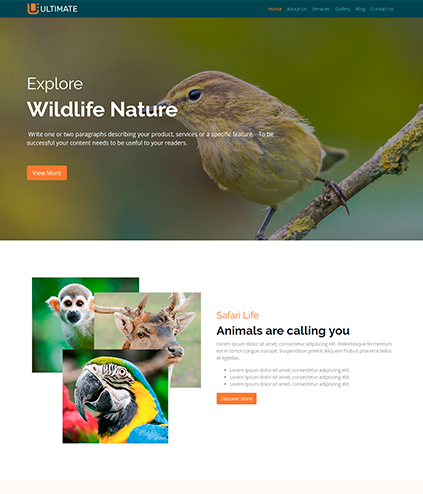 ULTIMATE
Home About Us Services Gallery Blog Contact us
Explore
Wildlife Nature
Write one or two paragraphs describing your product, services or a specific feature. To be
successful your content needs to be useful to your readers.
View More
Safari Life
Animals are calling you
Lorem ipsum dolor sit amet, consectetur adipiscing elit. Pellentesque fermentum
est in tortor congue suscipit. Suspendisse potenti.Aliquam finibus pharetra tellus
et egestas.
• Lorem ipsum dolor sit amet, consectetur adipiscing elit.
• Lorem ipsum dolor sit amet, consectetur adipiscing elit.
• Lorem ipsum dolor sit amet, consectetur adipiscing elit.
Discover More